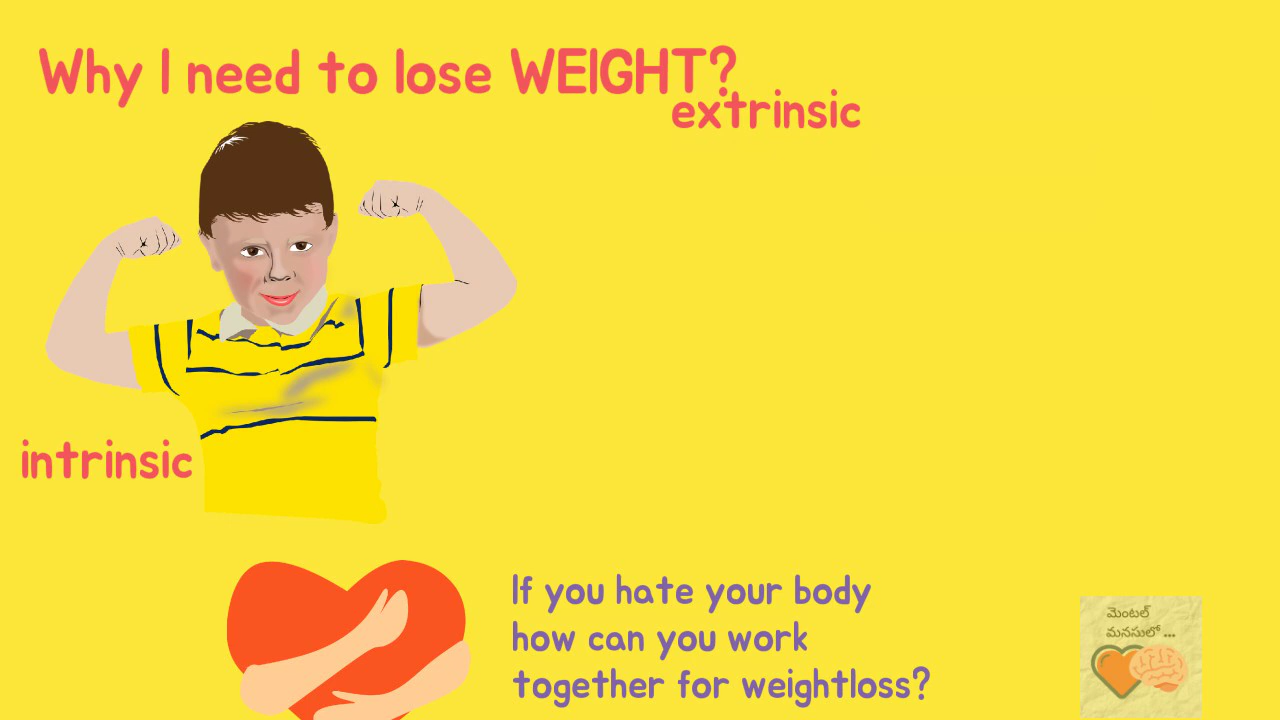 Why I need to lose WEIGHT?
extrinsic
intrinsic
If you hate your body
how can you work
together for weightloss?
మెంటల్
మనసులో ...